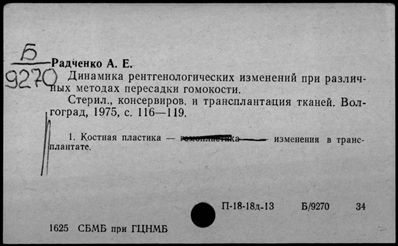 Б
9270
Радченко А. Е.
Динамика рентгенологических изменений при различ-
ных методах пересадки гомокости.
Стерил., консервиров. и трансплантация тканей. Вол-
гоград, 1975, с. 116—119.
1. Костная пластика — гомопластика — изменения в транс-
плантате.
П-18-18д-13 Б/9270 34
1625 СБМБ при ГЦНМБ